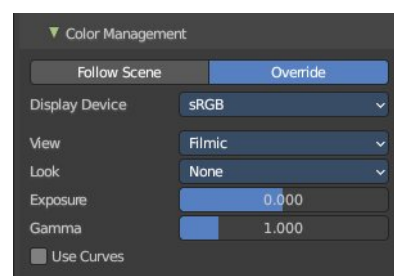 Color Management
Follow Scene Override
Display Device sRGB
View Filmic
Look None
Exposure 0.000
Gamma 1.000
Use Curves